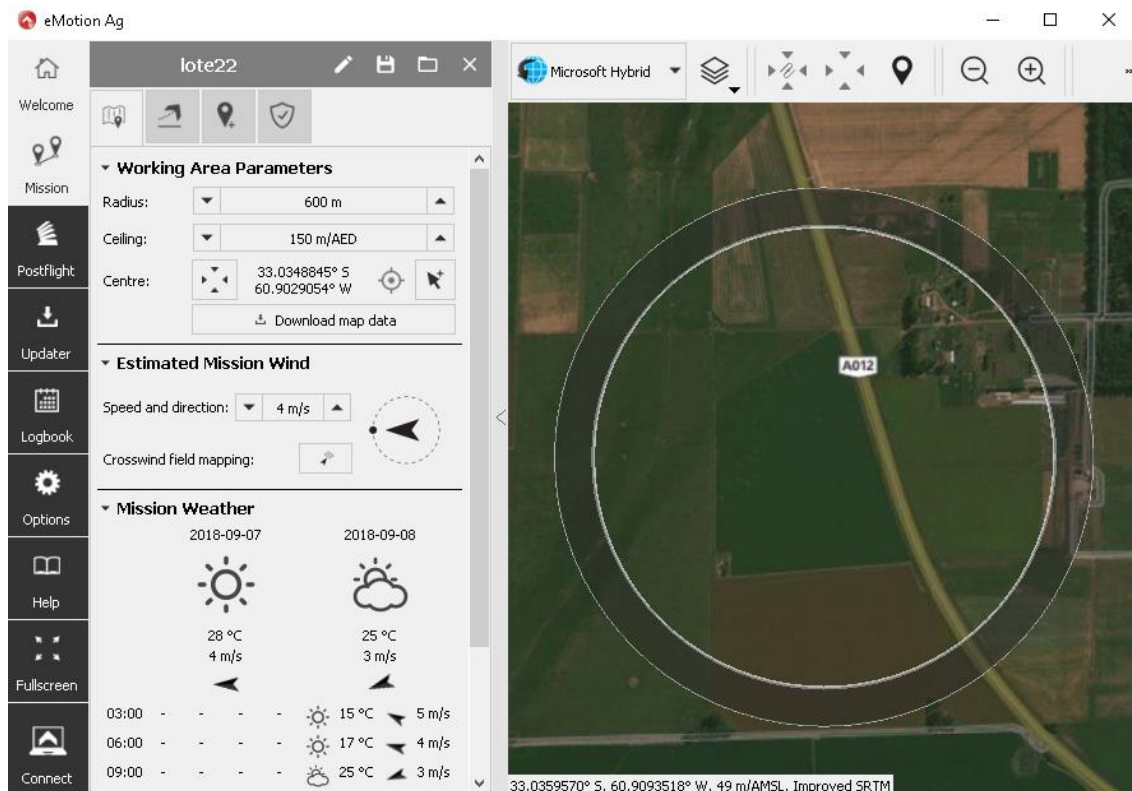 eMotion Ag
Welcome
Mission
Postflight
Updater
Logbook
Options
Help
Fullscreen
Connect
lote22
Working Area Parameters
Radius: 600 m
Ceiling: 150 m/AED
Centre: 33.0348845° S
60.9029054° W
Download map data
Estimated Mission Wind
Speed and direction: 4 m/s
Crosswind field mapping:
Mission Weather
2018-09-07 2018-09-08
28 °C 25 °C
4 m/s 3 m/s
03:00 - - - - 15 °C 5 m/s
06:00 - - - - 17 °C 4 m/s
09:00 - - - - 25 °C 3 m/s
Microsoft Hybrid
A012
33.0359570° S, 60.9093518° W, 49 m/AMSL, Improved SRTM